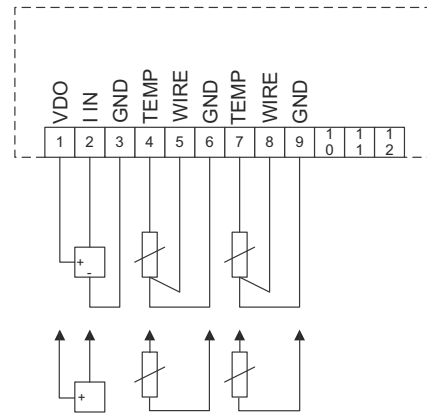 VDO I IN GND TEMP WIRE GND TEMP WIRE GND
1 2 3 4 5 6 7 8 9 10 11 12
+
-
+